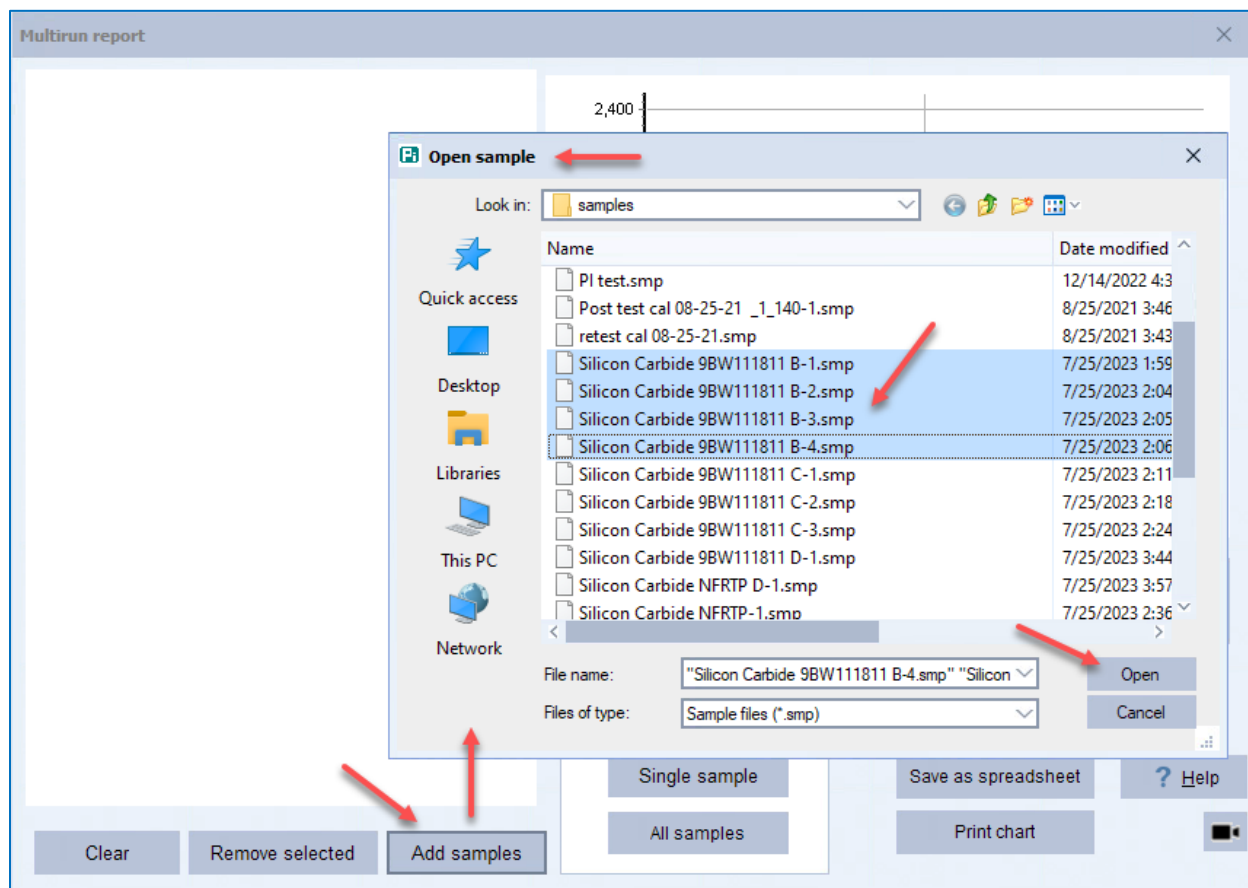 Multirun report
2,400
Open sample
Look in:
samples
Name
Date modified
PI test.smp
12/14/2022 4:3
Post test cal 08-25-21 _1_140-1.smp
8/25/2021 3:46
retest cal 08-25-21.smp
8/25/2021 3:43
Silicon Carbide 9BW111811 B-1.smp
7/25/2023 1:59
Silicon Carbide 9BW111811 B-2.smp
7/25/2023 2:04
Silicon Carbide 9BW111811 B-3.smp
7/25/2023 2:05
Silicon Carbide 9BW111811 B-4.smp
7/25/2023 2:06
Silicon Carbide 9BW111811 C-1.smp
7/25/2023 2:11
Silicon Carbide 9BW111811 C-2.smp
7/25/2023 2:18
Silicon Carbide 9BW111811 C-3.smp
7/25/2023 2:24
Silicon Carbide 9BW111811 D-1.smp
7/25/2023 3:44
Silicon Carbide NFRTP D-1.smp
7/25/2023 3:57
Silicon Carbide NFRTP-1.smp
7/25/2023 2:36
Quick access
Desktop
Libraries
This PC
Network
File name:
"Silicon Carbide 9BW111811 B-4.smp" "Silicon
Open
Files of type:
Sample files (*.smp)
Cancel
Single sample
Save as spreadsheet
? Help
All samples
Print chart
Clear
Remove selected
Add samples